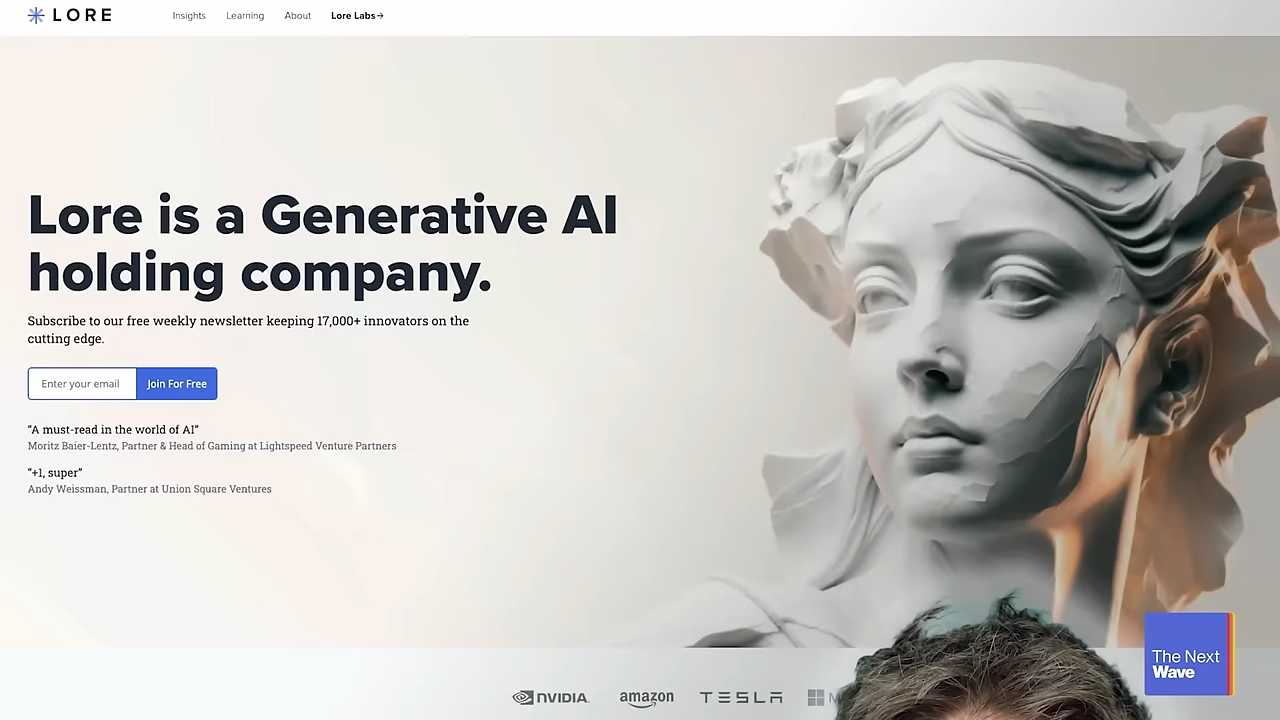 LORE
Insights
Learning
About
Lore Labs→
Lore is a Generative AI
holding company.
Subscribe to our free weekly newsletter keeping 17,000+ innovators on the
cutting edge.
Enter your email
Join For Free
"A must-read in the world of AI"
Moritz Baier-Lentz, Partner & Head of Gaming at Lightspeed Venture Partners
"+1, super"
Andy Weissman, Partner at Union Square Ventures
NVIDIA.
amazon
TESLA
The Next
Wave